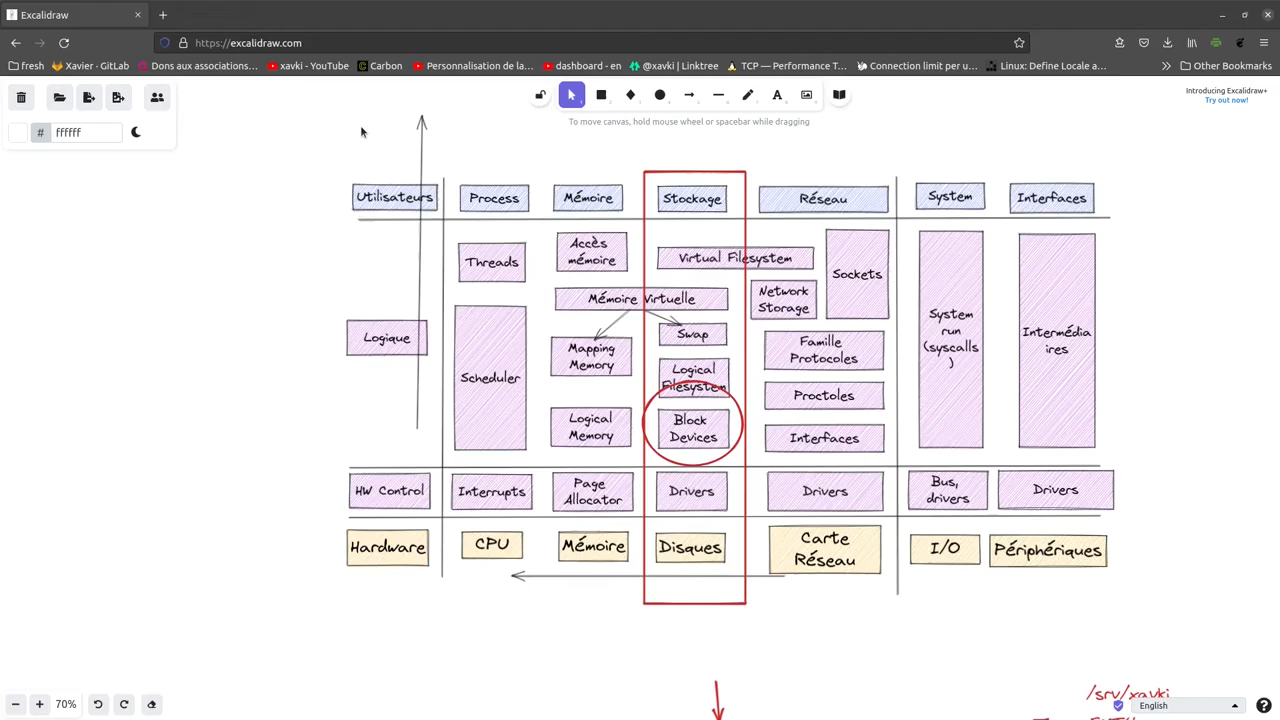 Excalidraw
https://excalidraw.com
fresh
Xavier · GitLab
Dons aux associations...
xavki - YouTube
Carbon
Personnalisation de la...
dashboard - en
@xavki | Linktree
TCP — Performance T...
Connection limit per u...
Linux: Define Locale a...
Other Bookmarks
Introducing Excalidraw+
Try out now!
# ffffff
To move canvas, hold mouse wheel or spacebar while dragging
Utilisateurs
Process
Mémoire
Stockage
Réseau
System
Interfaces
Threads
Accès
mémoire
Virtual Filesystem
Sockets
Mémoire Virtuelle
Network
Storage
Logique
Scheduler
Mapping
Memory
Swap
Logical
Filesystem
Famille
Protocoles
System
run
(syscalls
)
Intermédia
ires
Proctoles
Logical
Memory
Block
Devices
Interfaces
HW Control
Interrupts
Page
Allocator
Drivers
Drivers
Bus,
drivers
Drivers
Hardware
CPU
Mémoire
Disques
Carte
Réseau
I/O
Périphériques
/srv/xavki
70%
English